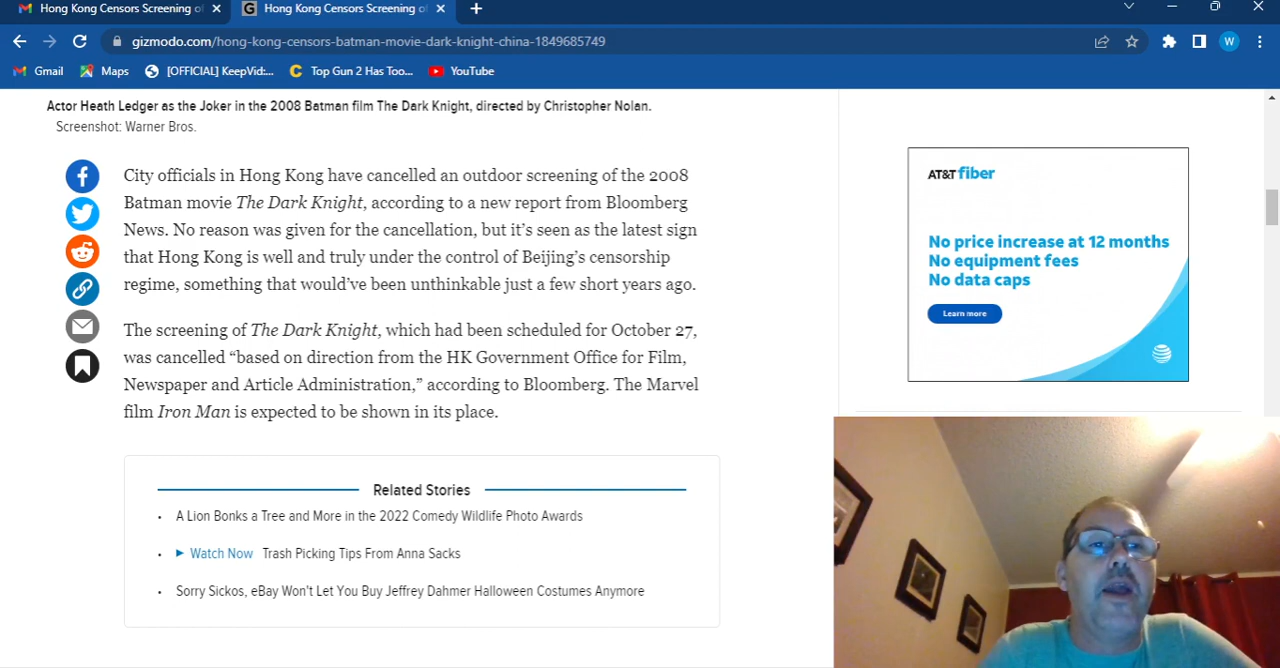 Hong Kong Censors Screening of
Hong Kong Censors Screening of
gizmodo.com/hong-kong-censors-batman-movie-dark-knight-china-1849685749
W
Gmail
Maps
[OFFICIAL] KeepVid:...
Top Gun 2 Has Too...
YouTube
Actor Heath Ledger as the Joker in the 2008 Batman film The Dark Knight, directed by Christopher Nolan.
Screenshot: Warner Bros.
City officials in Hong Kong have cancelled an outdoor screening of the 2008
Batman movie The Dark Knight, according to a new report from Bloomberg
News. No reason was given for the cancellation, but it’s seen as the latest sign
that Hong Kong is well and truly under the control of Beijing’s censorship
regime, something that would’ve been unthinkable just a few short years ago.
The screening of The Dark Knight, which had been scheduled for October 27,
was cancelled “based on direction from the HK Government Office for Film,
Newspaper and Article Administration,” according to Bloomberg. The Marvel
film Iron Man is expected to be shown in its place.
Related Stories
A Lion Bonks a Tree and More in the 2022 Comedy Wildlife Photo Awards
Watch Now Trash Picking Tips From Anna Sacks
Sorry Sickos, eBay Won't Let You Buy Jeffrey Dahmer Halloween Costumes Anymore
AT&T fiber
No price increase at 12 months
No equipment fees
No data caps
Learn more